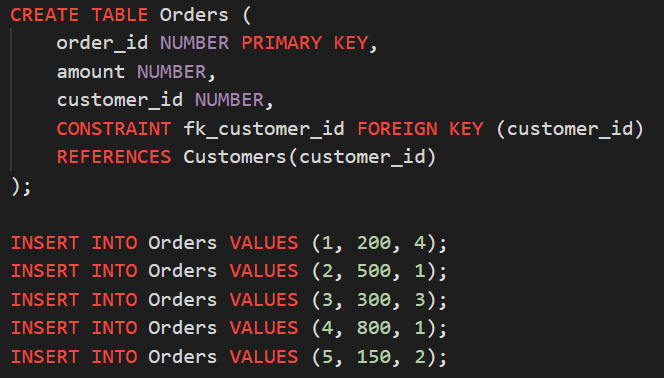 CREATE TABLE Orders (
    order_id NUMBER PRIMARY KEY,
    amount NUMBER,
    customer_id NUMBER,
    CONSTRAINT fk_customer_id FOREIGN KEY (customer_id)
    REFERENCES Customers(customer_id)
);

INSERT INTO Orders VALUES (1, 200, 4);
INSERT INTO Orders VALUES (2, 500, 1);
INSERT INTO Orders VALUES (3, 300, 3);
INSERT INTO Orders VALUES (4, 800, 1);
INSERT INTO Orders VALUES (5, 150, 2);